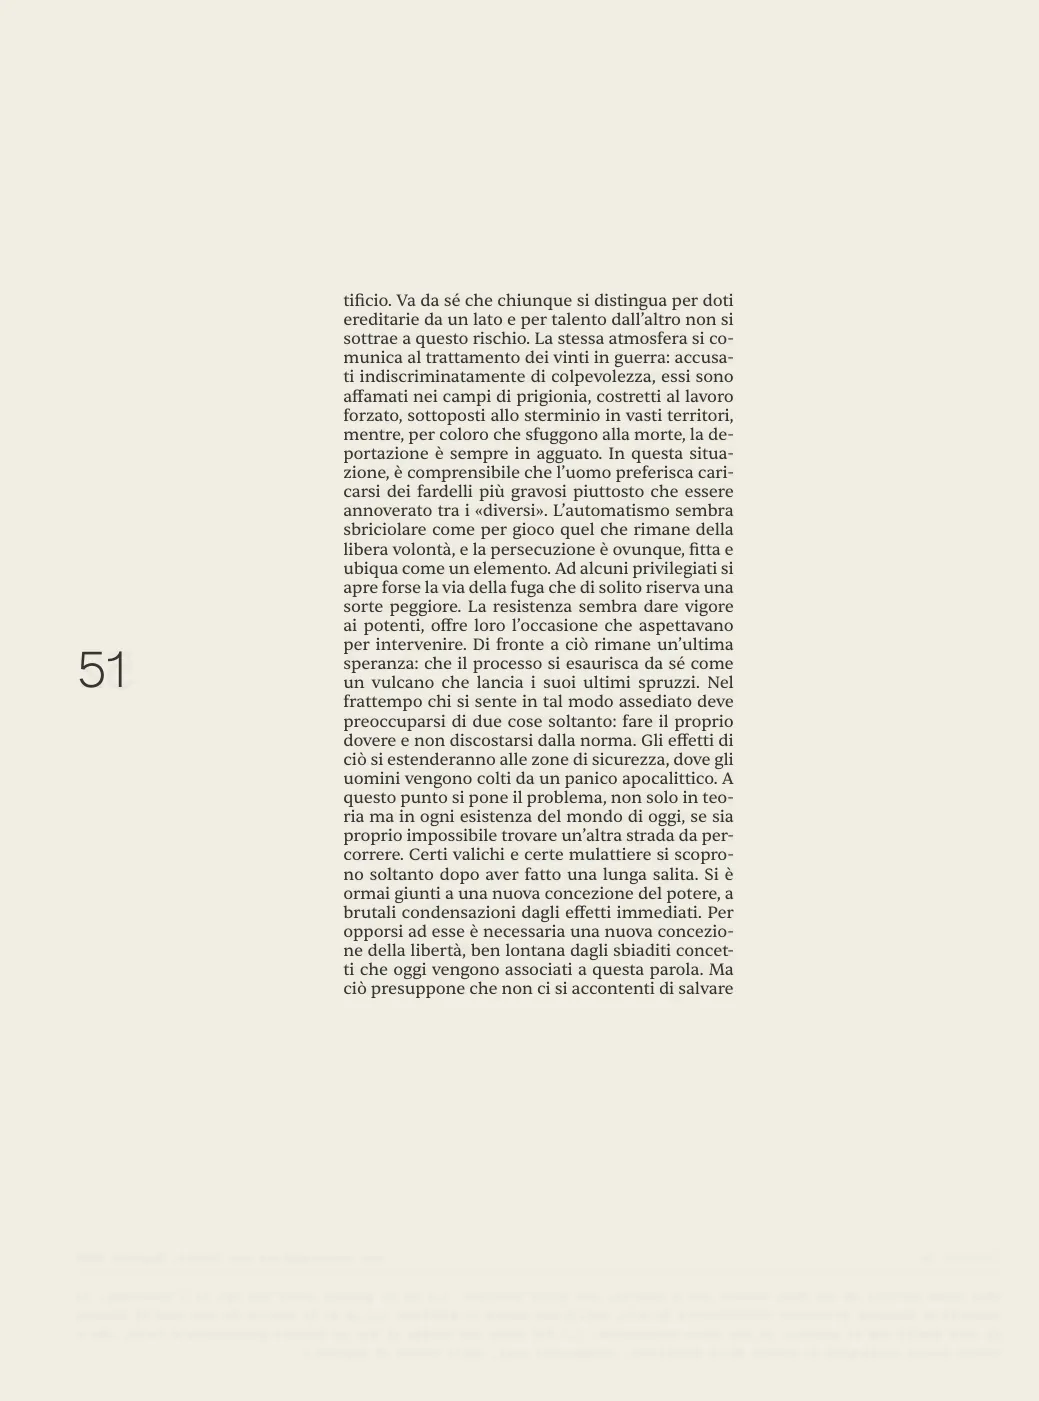 tificio. Va da sé che chiunque si distingua per doti
ereditarie da un lato e per talento dall’altro non si
sottrae a questo rischio. La stessa atmosfera si co-
munica al trattamento dei vinti in guerra: accusa-
ti indiscriminatamente di colpevolezza, essi sono
affamati nei campi di prigionia, costretti al lavoro
forzato, sottoposti allo sterminio in vasti territori,
mentre, per coloro che sfuggono alla morte, la de-
portazione è sempre in agguato. In questa situa-
zione, è comprensibile che l’uomo preferisca cari-
carsi dei fardelli più gravosi piuttosto che essere
annoverato tra i «diversi». L’automatismo sembra
sbriciolare come per gioco quel che rimane della
libera volontà, e la persecuzione è ovunque, fitta e
ubiqua come un elemento. Ad alcuni privilegiati si
apre forse la via della fuga che di solito riserva una
sorte peggiore. La resistenza sembra dare vigore
ai potenti, offre loro l’occasione che aspettavano
per intervenire. Di fronte a ciò rimane un’ultima
speranza: che il processo si esaurisca da sé come
un vulcano che lancia i suoi ultimi spruzzi. Nel
frattempo chi si sente in tal modo assediato deve
preoccuparsi di due cose soltanto: fare il proprio
dovere e non discostarsi dalla norma. Gli effetti di
ciò si estenderanno alle zone di sicurezza, dove gli
uomini vengono colti da un panico apocalittico. A
questo punto si pone il problema, non solo in teo-
ria ma in ogni esistenza del mondo di oggi, se sia
proprio impossibile trovare un’altra strada da per-
correre. Certi valichi e certe mulattiere si scopro-
no soltanto dopo aver fatto una lunga salita. Si è
ormai giunti a una nuova concezione del potere, a
brutali condensazioni dagli effetti immediati. Per
opporsi ad esse è necessaria una nuova concezio-
ne della libertà, ben lontana dagli sbiaditi concet-
ti che oggi vengono associati a questa parola. Ma
ciò presuppone che non ci si accontenti di salvare
51